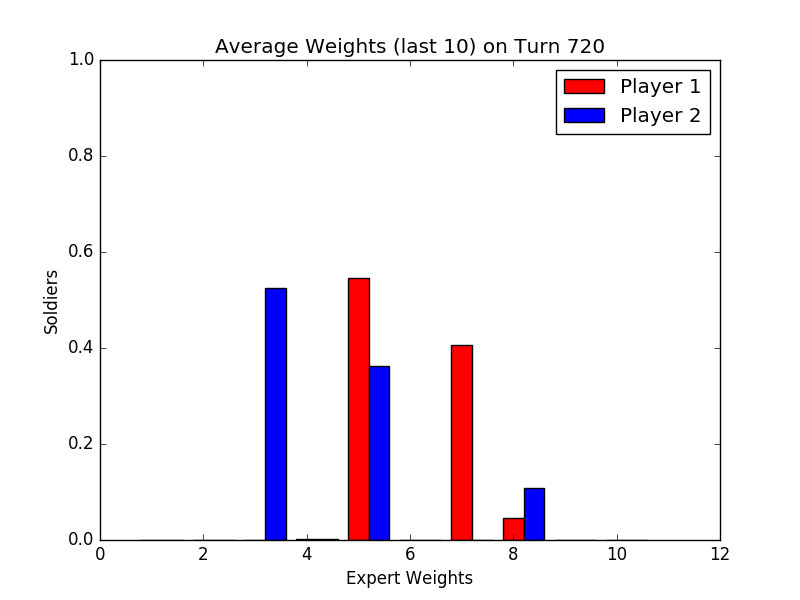 Average Weights (last 10) on Turn 720
1.0
Player 1
Player 2
0.8
0.6
Soldiers
0.4
0.2
0.0
0 2 4 6 8 10 12
Expert Weights